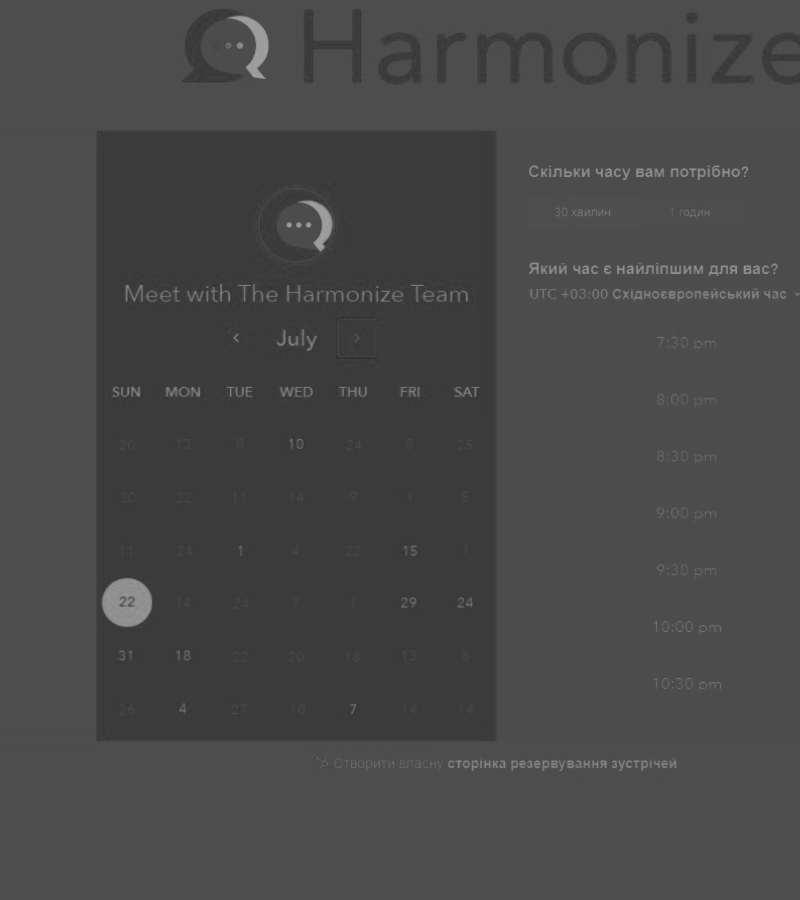 Harmonize
Meet with The Harmonize Team
July
SUN MON TUE WED THU FRI SAT
20 13 8 10 24 8 25
30 22 11 14 9 1 5
11 24 1 4 22 15 1
22 14 24 7 1 29 24
31 18 22 20 18 13 8
26 4 27 10 7 14 14
Скільки часу вам потрібно?
30 хвилин 1 годин
Який час є найліпшим для вас?
UTC +03:00 Східноєвропейський час
7:30 pm
8:00 pm
8:30 pm
9:00 pm
9:30 pm
10:00 pm
10:30 pm
Створити власну сторінка резервування зустрічей